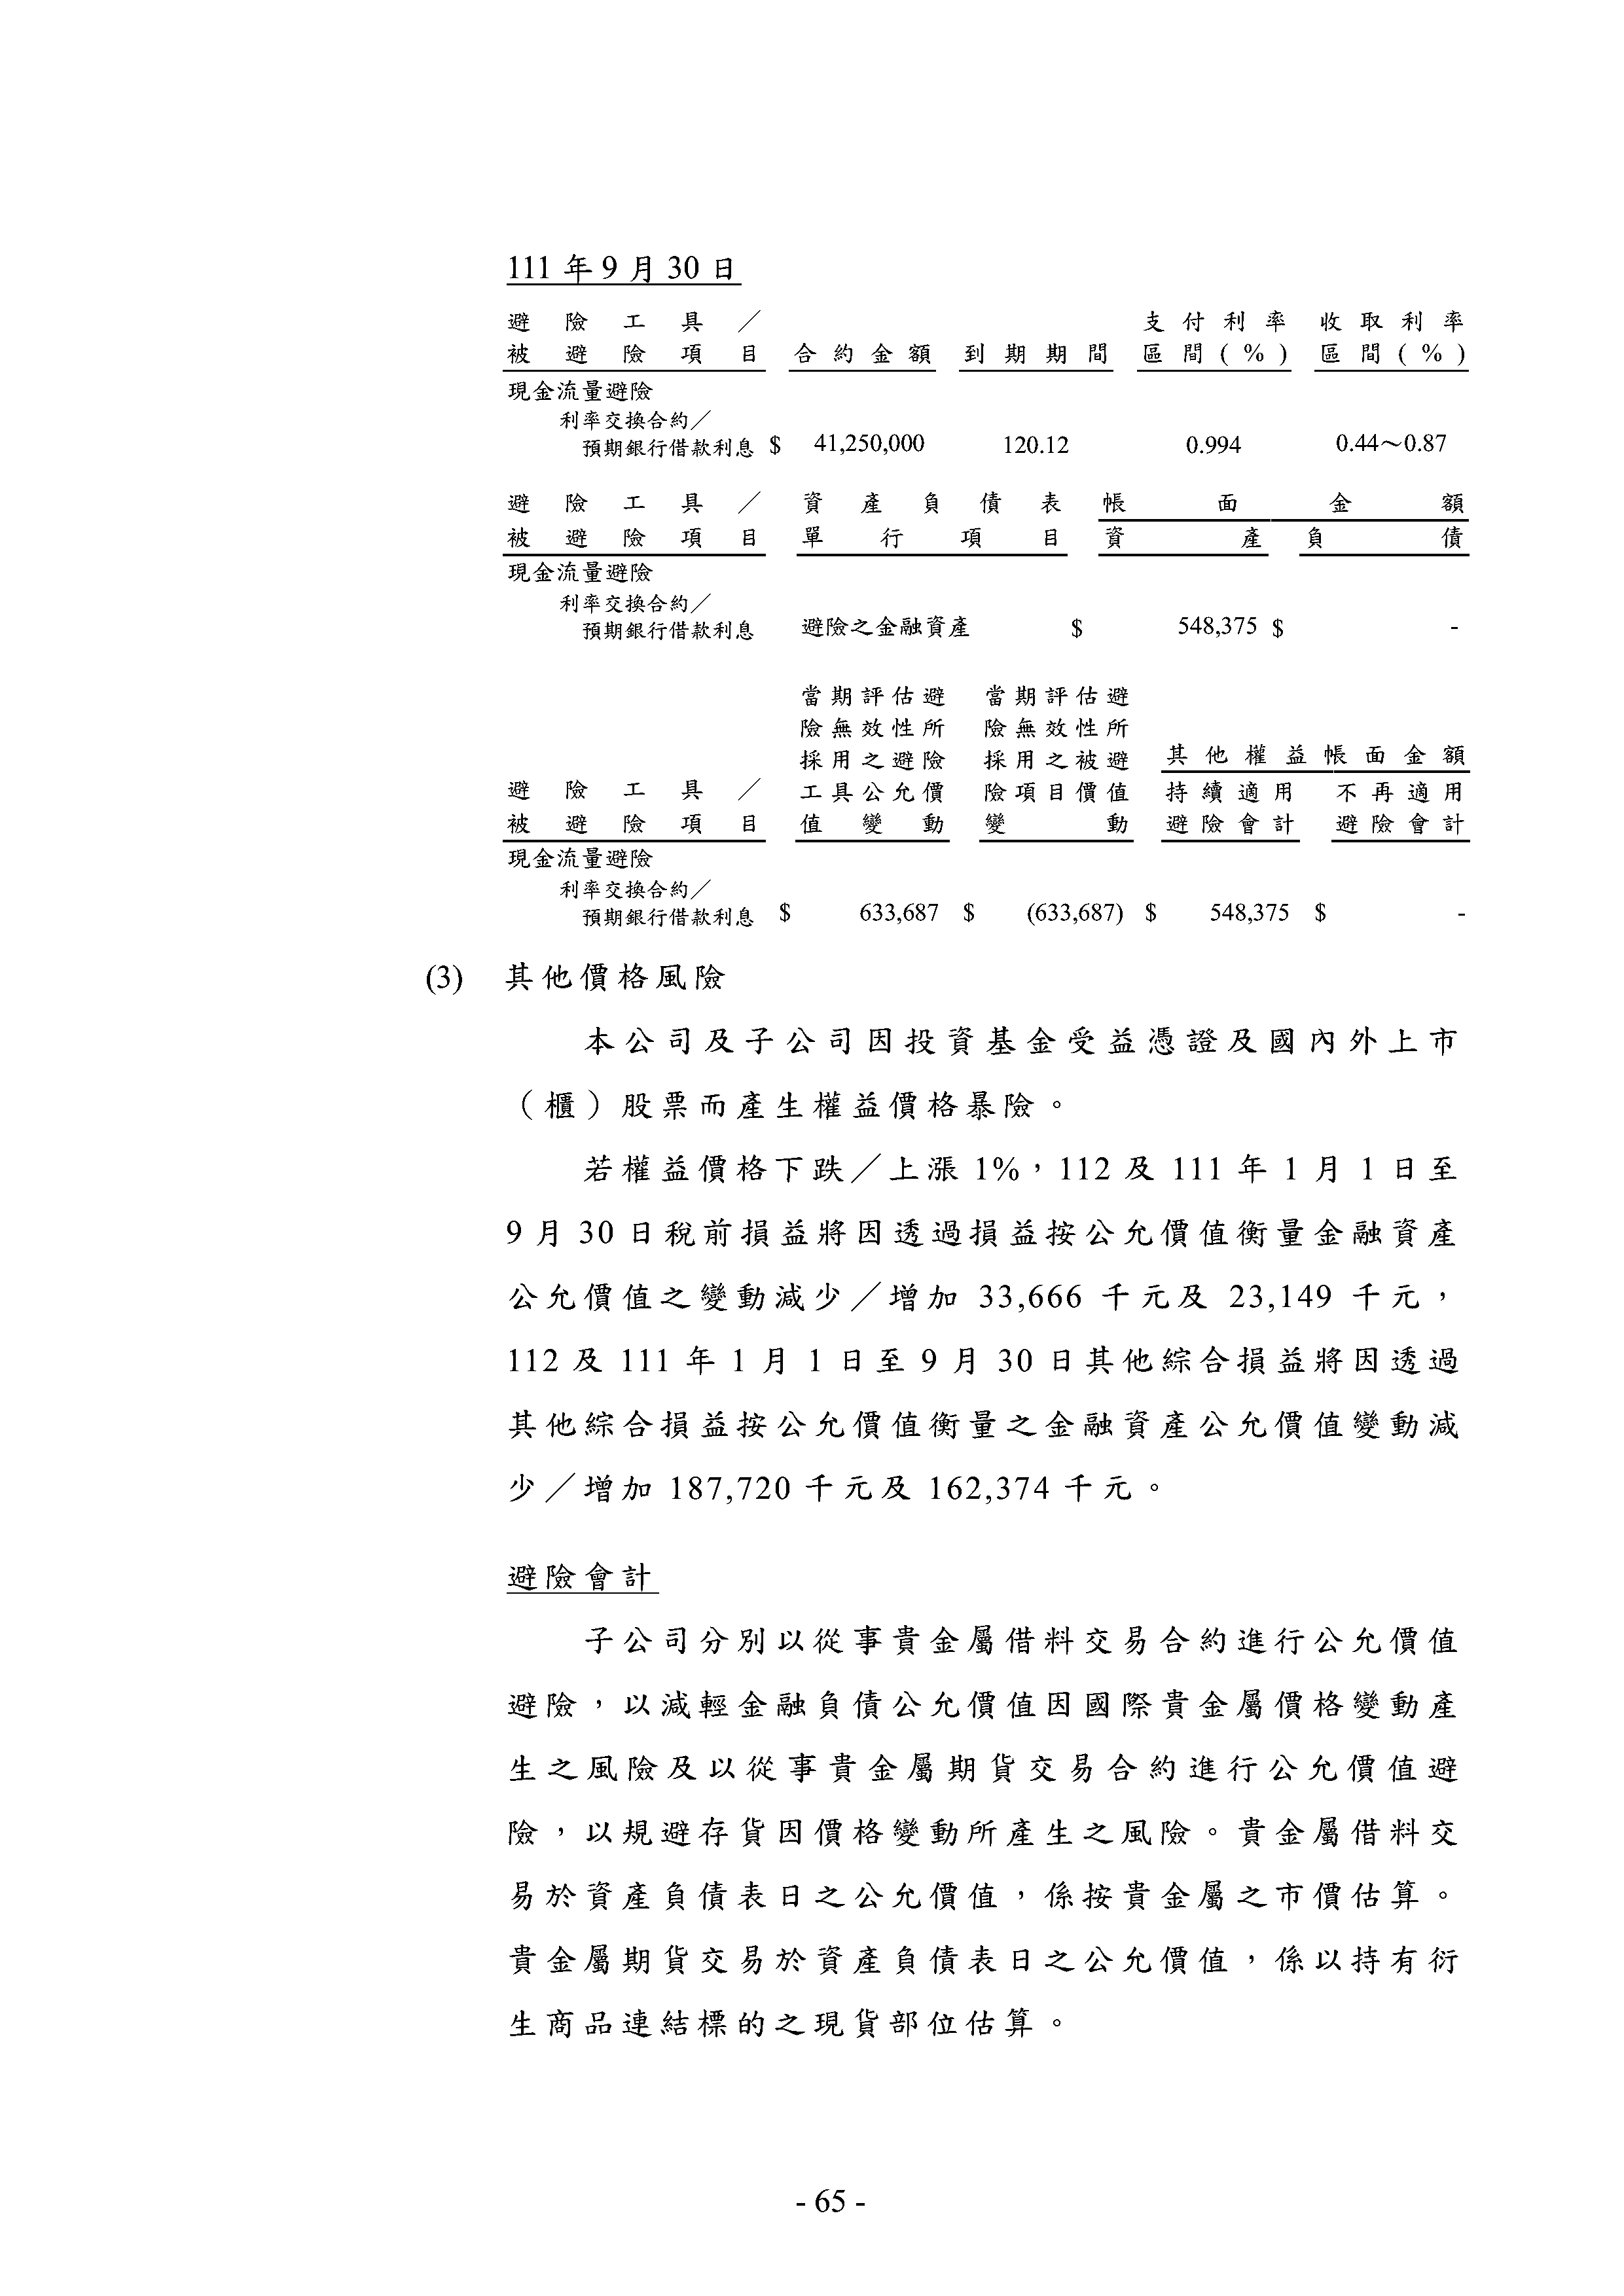 111 年 9 月 30 日
避險工具／ 支付利率 收取利率
被避險項目 合約金額 到期期間 區間(%) 區間(%)
現金流量避險
利率交換合約／
預期銀行借款利息 $ 41,250,000 120.12 0.994 0.44～0.87
避險工具／ 資產負債表 帳面金額
被避險項目 單行項目 資產 負債
現金流量避險
利率交換合約／
預期銀行借款利息 避險之金融資產 $ 548,375 $ -
當期評估避 當期評估避
險無效性所 險無效性所
採用之避險 採用之被避 其他權益帳面金額
避險工具／ 工具公允價 險項目價值 持續適用 不再適用
被避險項目 值變動 變動 避險會計 避險會計
現金流量避險
利率交換合約／
預期銀行借款利息 $ 633,687 $ (633,687) $ 548,375 $ -
(3) 其他價格風險
本公司及子公司因投資基金受益憑證及國內外上市
（櫃）股票而產生權益價格暴險。
若權益價格下跌／上漲 1%，112 及 111 年 1 月 1 日至
9 月 30 日稅前損益將因透過損益按公允價值衡量金融資產
公允價值之變動減少／增加 33,666 千元及 23,149 千元，
112 及 111 年 1 月 1 日至 9 月 30 日其他綜合損益將因透過
其他綜合損益按公允價值衡量之金融資產公允價值變動減
少／增加 187,720 千元及 162,374 千元。
避險會計
子公司分別以從事貴金屬借料交易合約進行公允價值
避險，以減輕金融負債公允價值因國際貴金屬價格變動產
生之風險及以從事貴金屬期貨交易合約進行公允價值避
險，以規避存貨因價格變動所產生之風險。貴金屬借料交
易於資產負債表日之公允價值，係按貴金屬之市價估算。
貴金屬期貨交易於資產負債表日之公允價值，係以持有衍
生商品連結標的之現貨部位估算。
- 65 -